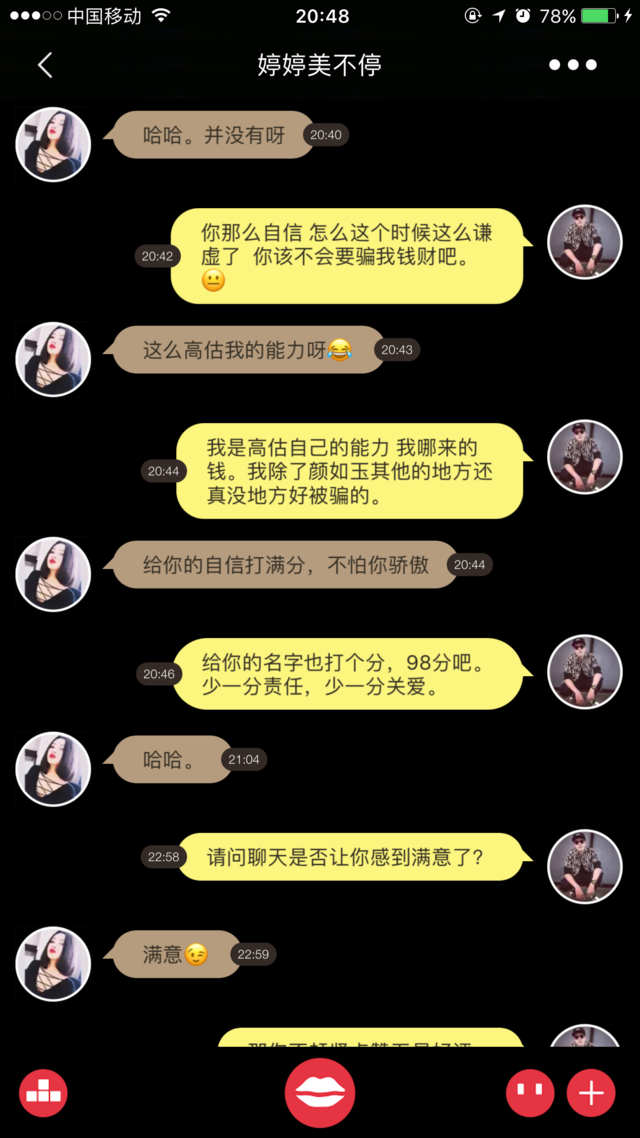 中国移动 20:48 78%
婷婷美不停
哈哈。并没有呀 20:40
你那么自信 怎么这个时候这么谦
虚了 你该不会要骗我钱财吧。
20:42
😐
这么高估我的能力呀😂 20:43
我是高估自己的能力 我哪来的
20:44 钱。我除了颜如玉其他的地方还
真没地方好被骗的。
给你的自信打满分，不怕你骄傲 20:44
给你的名字也打个分，98分吧。
20:46
少一分责任，少一分关爱。
哈哈。 21:04
22:58 请问聊天是否让你感到满意了?
满意😉 22:59